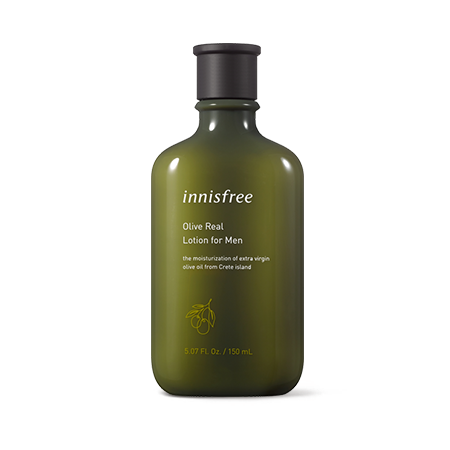 innisfree
Olive Real
Lotion for Men
the moisturization of extra virgin
olive oil from Crete island
5.07 Fl. Oz. / 150 mL